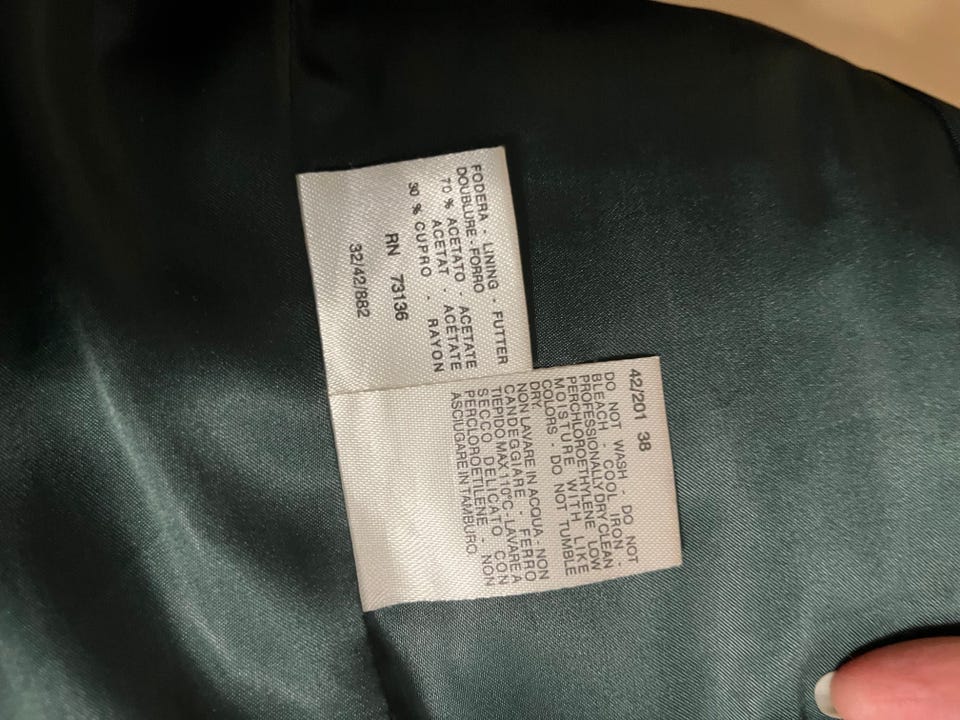 FODERA - LINING - FUTTER
DOUBLURE - FORRO
70 % ACETATO - ACETATE
ACETAT - ACÉTATE
30 % CUPRO - RAYON
RN 73136
32/42/882
42/201 38
DO NOT WASH - DO NOT
BLEACH - COOL IRON -
PROFESSIONALLY DRY CLEAN
PERCHLOROETHYLENE LOW
MOISTURE WITH LIKE
COLORS - DO NOT TUMBLE
DRY.
NON LAVARE IN ACQUA - NON
CANDEGGIARE - FERRO
TIEPIDO MAX 110°C - LAVARE A
SECCO DELICATO CON
PERCLOROETILENE - NON
ASCIUGARE IN TAMBURO